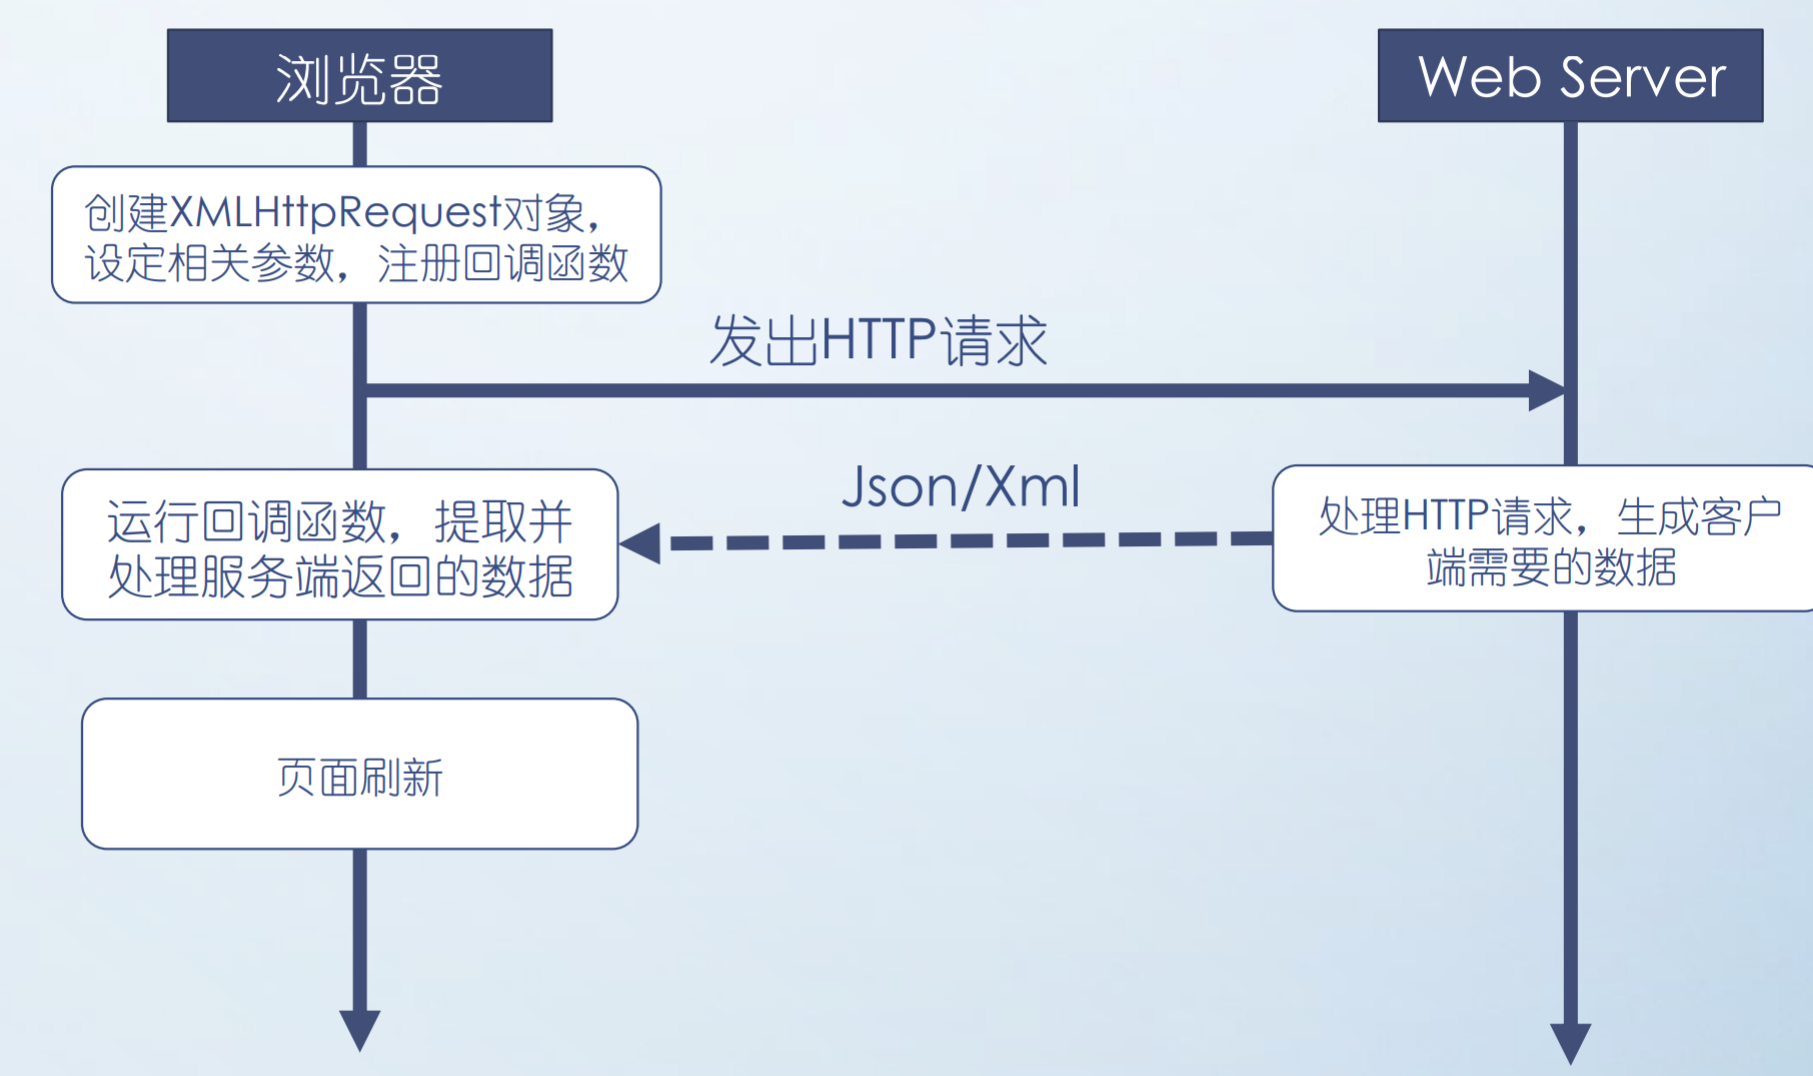 浏览器
Web Server
创建XMLHttpRequest对象，
设定相关参数，注册回调函数
发出HTTP请求
Json/Xml
运行回调函数，提取并
处理服务端返回的数据
处理HTTP请求，生成客户
端需要的数据
页面刷新